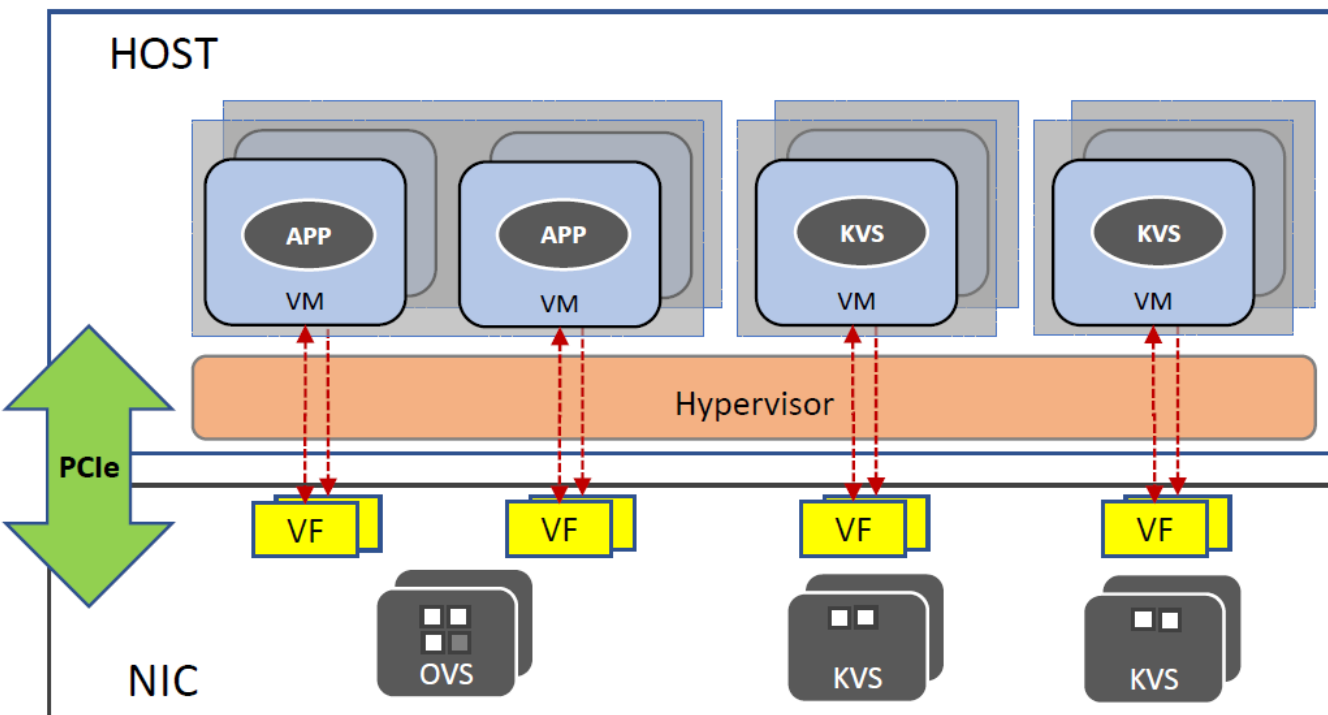 HOST
APP
APP
KVS
KVS
VM
VM
VM
VM
Hypervisor
PCIe
VF
VF
VF
VF
OVS
KVS
KVS
NIC